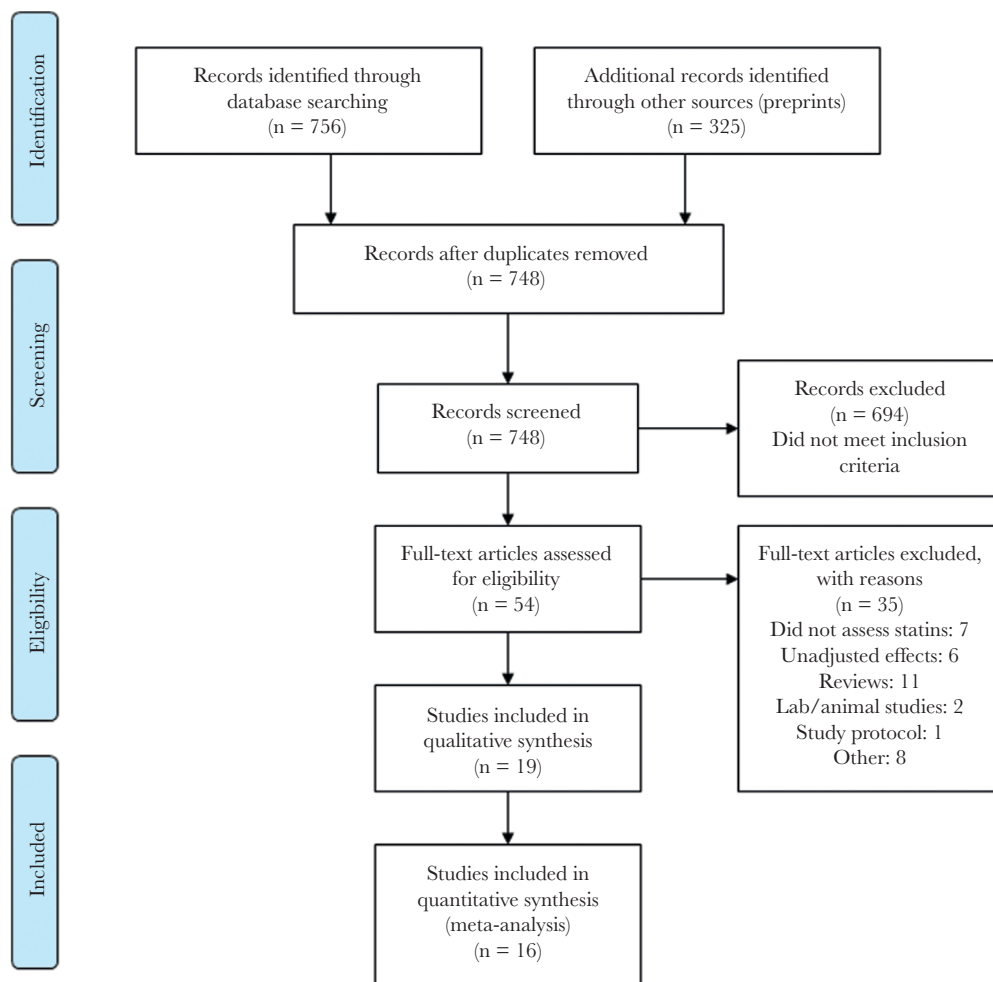 Identification
Records identified through
database searching
(n = 756)
Additional records identified
through other sources (preprints)
(n = 325)
Records after duplicates removed
(n = 748)
Screening
Records screened
(n = 748)
Records excluded
(n = 694)
Did not meet inclusion
criteria
Eligibility
Full-text articles assessed
for eligibility
(n = 54)
Full-text articles excluded,
with reasons
(n = 35)
Did not assess statins: 7
Unadjusted effects: 6
Reviews: 11
Lab/animal studies: 2
Study protocol: 1
Other: 8
Studies included in
qualitative synthesis
(n = 19)
Included
Studies included in
quantitative synthesis
(meta-analysis)
(n = 16)